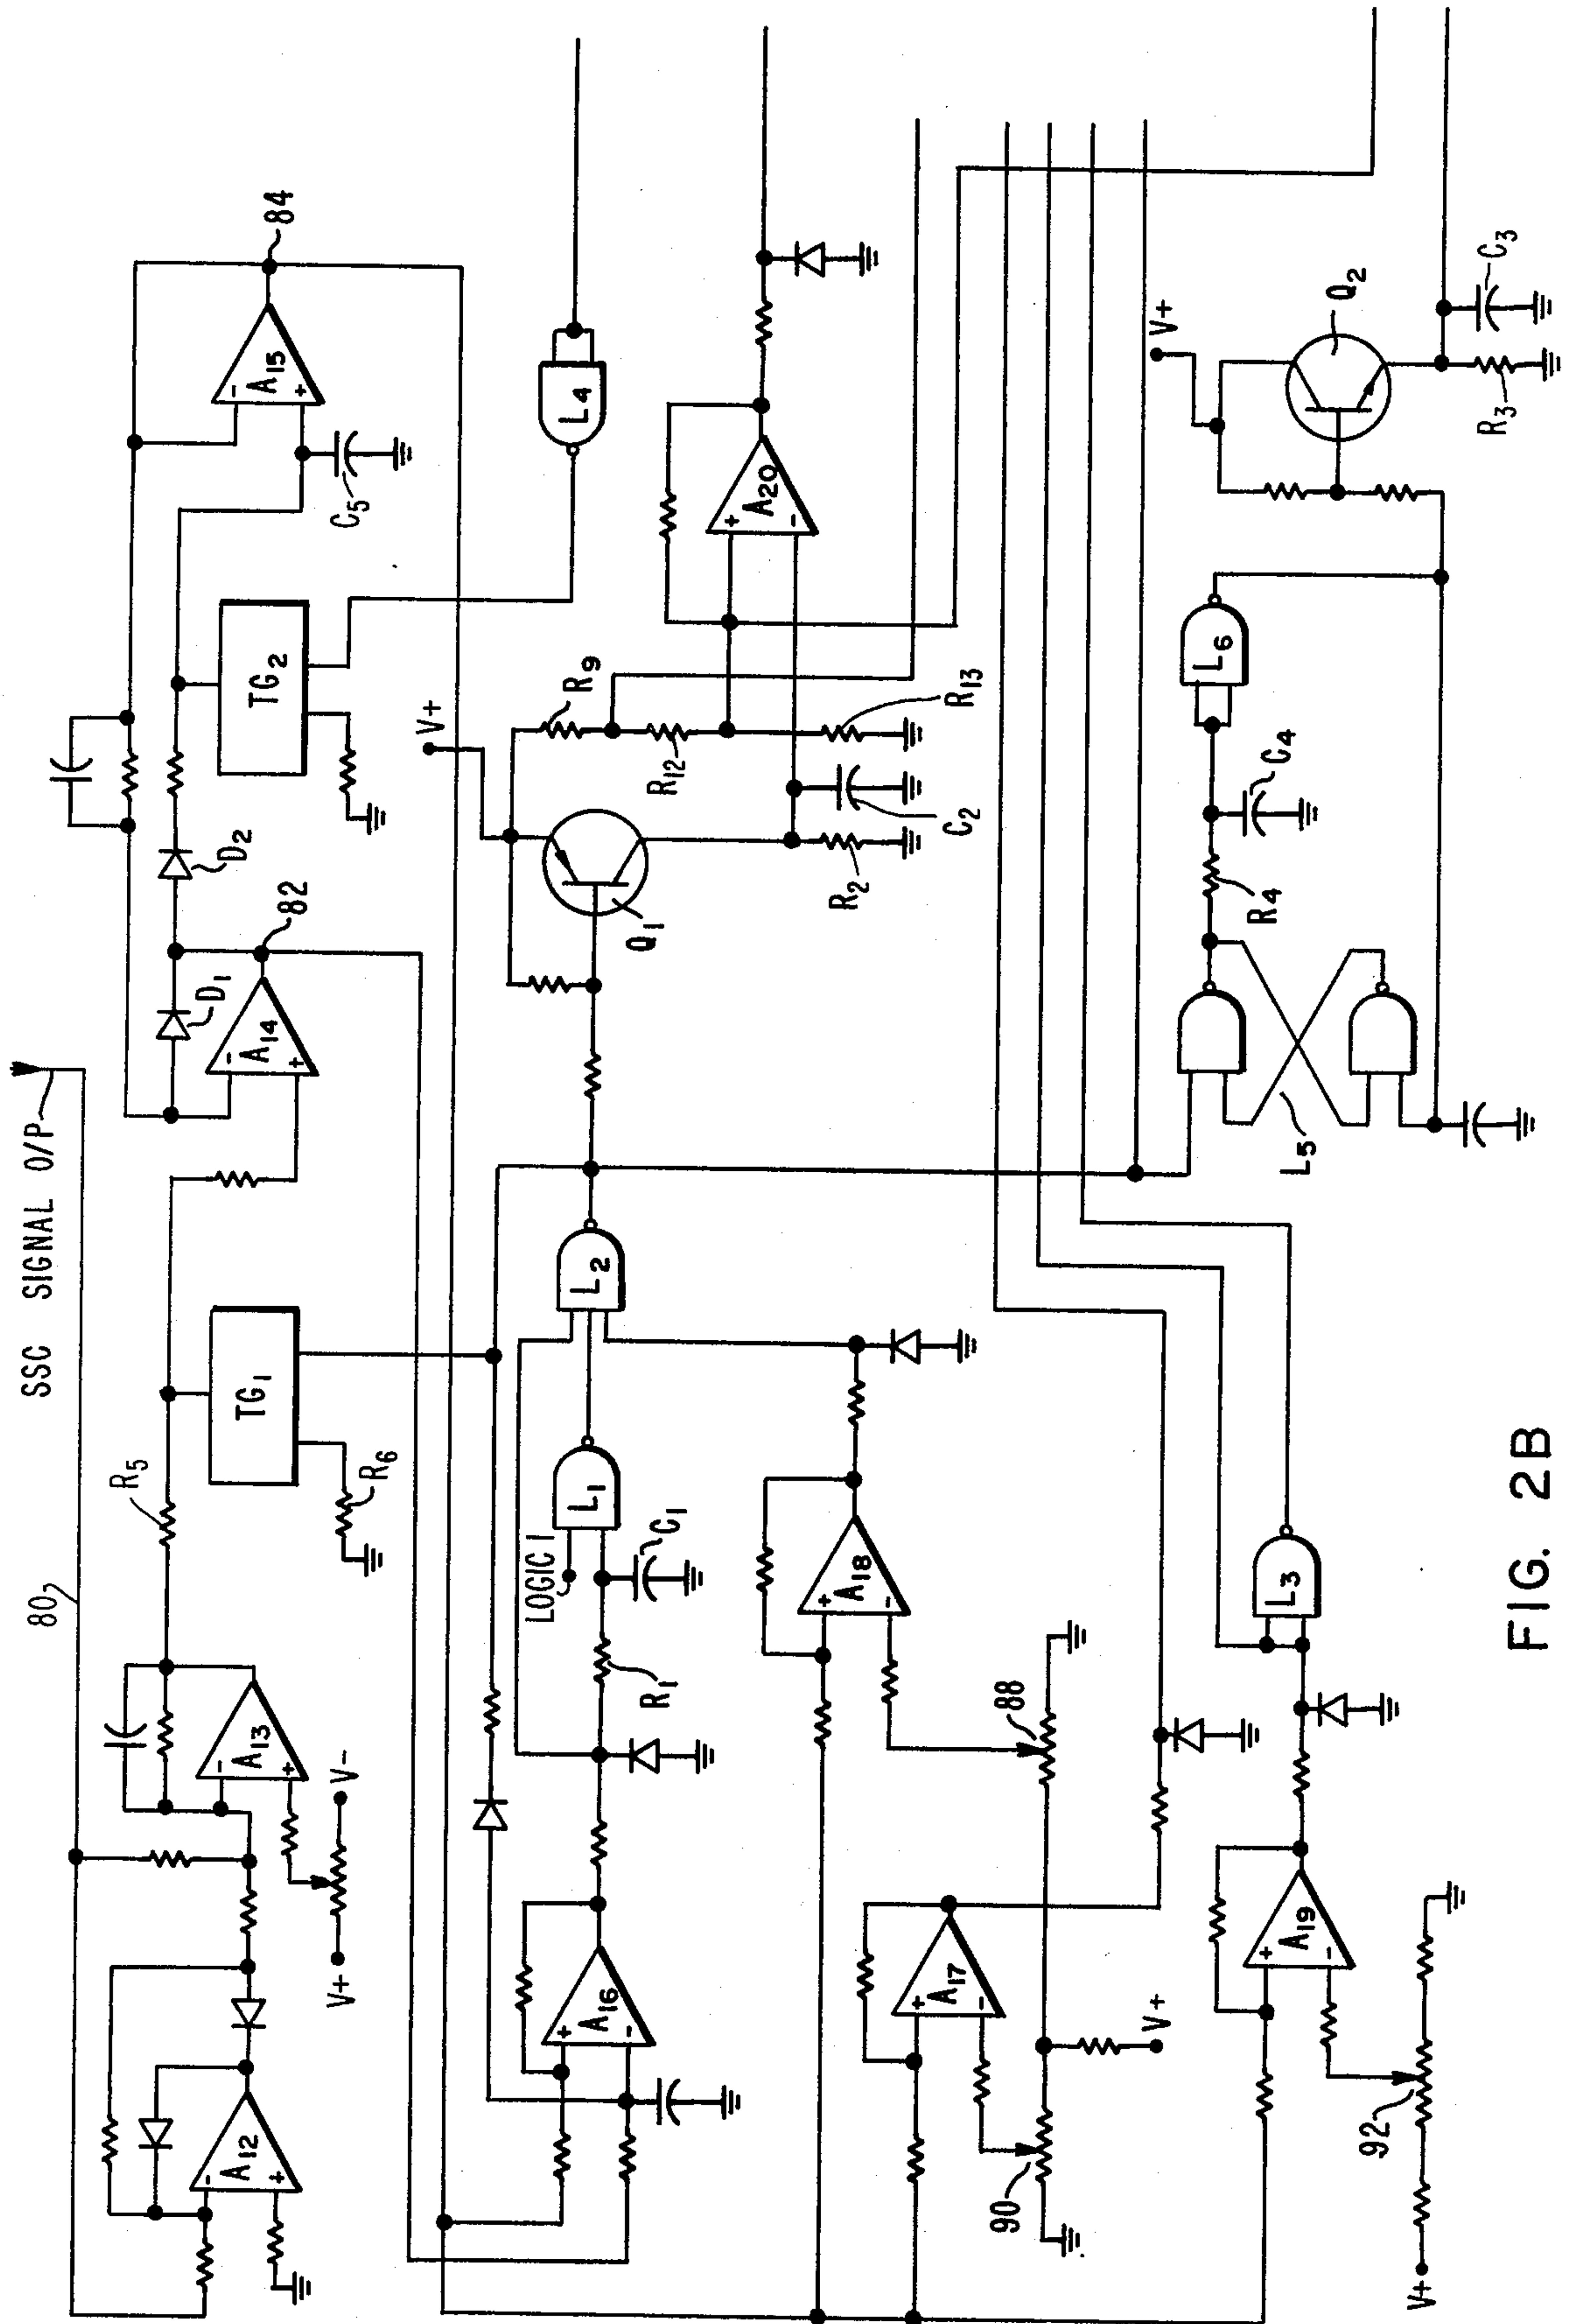 SSC SIGNAL O/P
80
R5
TG1
R6
A12
A13
V+
V-
A14
D1
82
D2
TG2
C5
A15
84
L4
A16
R1
LOGIC 1
C1
L1
L2
Q1
V+
R9
R12
R13
R2
C2
A20
A18
88
A17
90
V+
A19
92
V+
L3
L5
R4
C4
L6
V+
Q2
R3
C3
FIG. 2B
+
-
+
-
+
-
+
-
+
-
+
-
+
-
+
-
+
-